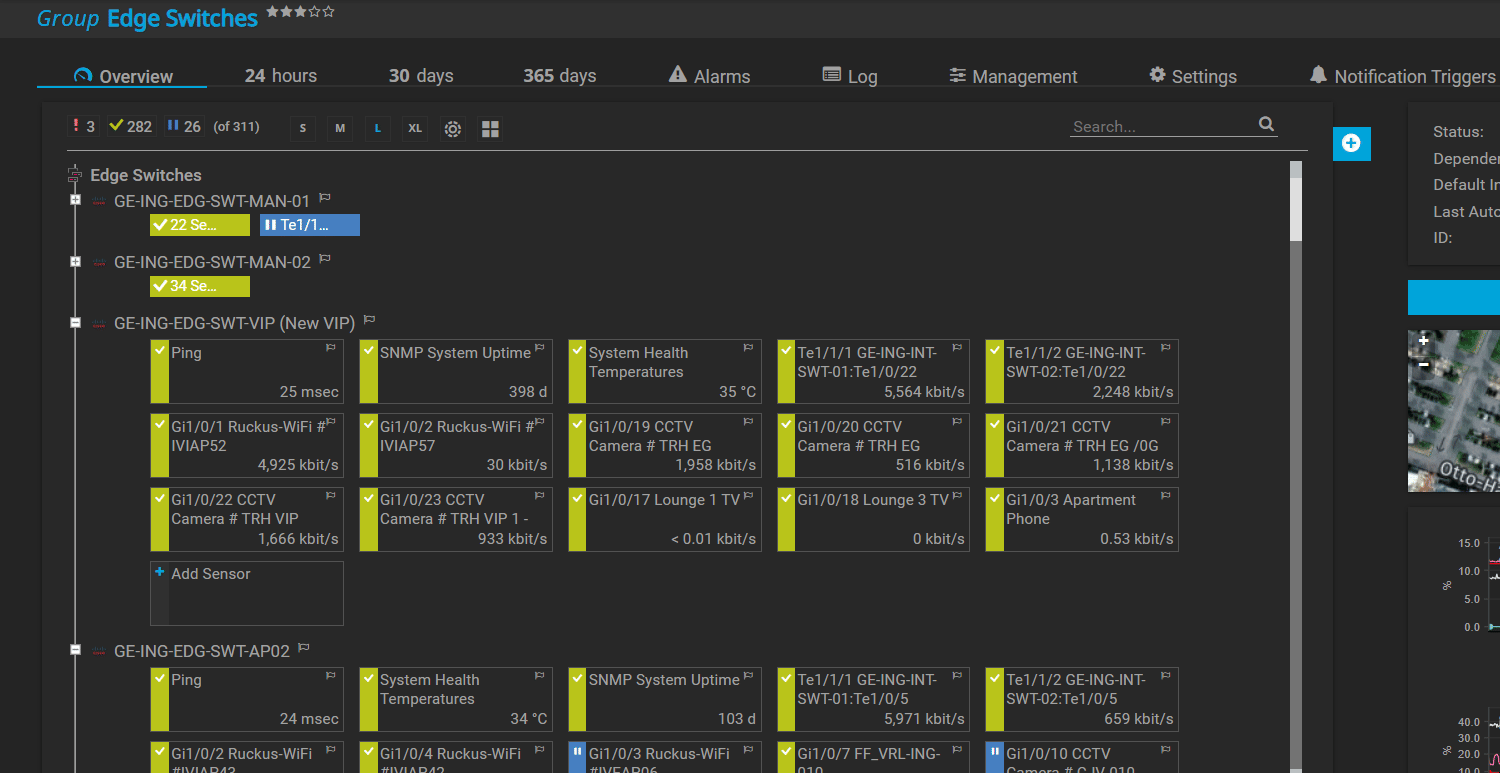 Group Edge Switches
Overview
24 hours
30 days
365 days
Alarms
Log
Management
Settings
Notification Triggers
3
282
26
(of 311)
S
M
L
XL
Search...
Edge Switches
GE-ING-EDG-SWT-MAN-01
22 Se...
Te1/1...
GE-ING-EDG-SWT-MAN-02
34 Se...
GE-ING-EDG-SWT-VIP (New VIP)
Ping
25 msec
SNMP System Uptime
398 d
System Health
Temperatures
35 °C
Te1/1/1 GE-ING-INT-
SWT-01:Te1/0/22
5,564 kbit/s
Te1/1/2 GE-ING-INT-
SWT-02:Te1/0/22
2,248 kbit/s
Gi1/0/1 Ruckus-WiFi #
IVIAP52
4,925 kbit/s
Gi1/0/2 Ruckus-WiFi #
IVIAP57
30 kbit/s
Gi1/0/19 CCTV
Camera # TRH EG
1,958 kbit/s
Gi1/0/20 CCTV
Camera # TRH EG
516 kbit/s
Gi1/0/21 CCTV
Camera # TRH EG /0G
1,138 kbit/s
Gi1/0/22 CCTV
Camera # TRH VIP
1,666 kbit/s
Gi1/0/23 CCTV
Camera # TRH VIP 1 -
933 kbit/s
Gi1/0/17 Lounge 1 TV
< 0.01 kbit/s
Gi1/0/18 Lounge 3 TV
0 kbit/s
Gi1/0/3 Apartment
Phone
0.53 kbit/s
Add Sensor
GE-ING-EDG-SWT-AP02
Ping
24 msec
System Health
Temperatures
34 °C
SNMP System Uptime
103 d
Te1/1/1 GE-ING-INT-
SWT-01:Te1/0/5
5,971 kbit/s
Te1/1/2 GE-ING-INT-
SWT-02:Te1/0/5
659 kbit/s
Gi1/0/2 Ruckus-WiFi
#IVIAP43
Gi1/0/4 Ruckus-WiFi
#IVIAP42
Gi1/0/3 Ruckus-WiFi
#IVEAP06
Gi1/0/7 FF_VRL-ING-
010
Gi1/0/10 CCTV
Camera # C-IV-010
Status:
Depender
Default In
Last Auto
ID:
Otto-H
15.0
10.0
5.0
0.0
%
40.0
30.0
20.0
10.0
%